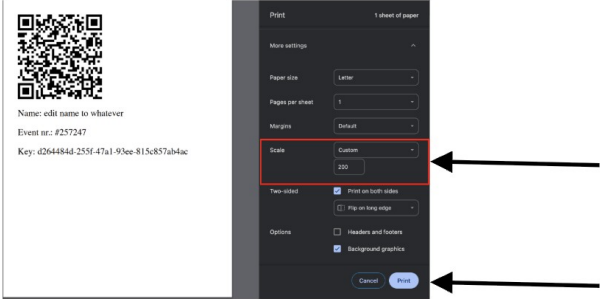 Name: edit name to whatever
Event nr.: #257247
Key: d264484d-255f-47a1-93ee-815c857ab4ac
Print 1 sheet of paper
More settings
Paper size Letter
Pages per sheet 1
Margins Default
Scale Custom
200
Two-sided Print on both sides
Flip on long edge
Options Headers and footers
Background graphics
Cancel Print